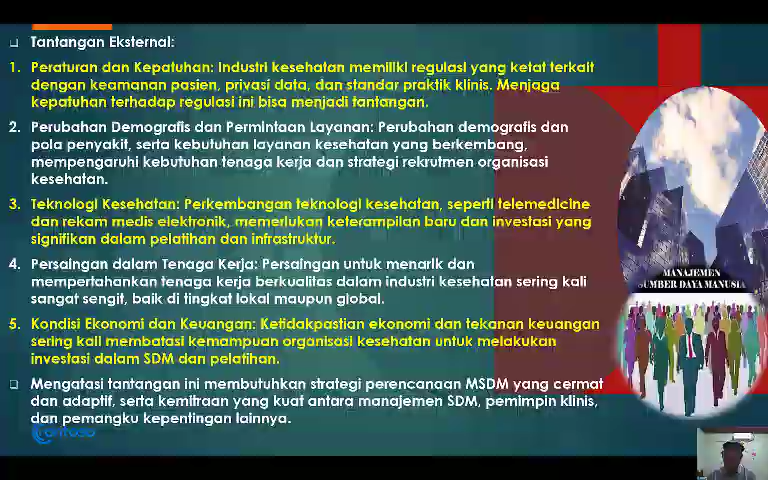 ❑ Tantangan Eksternal:
1. Peraturan dan Kepatuhan: Industri kesehatan memiliki regulasi yang ketat terkait
dengan keamanan pasien, privasi data, dan standar praktik klinis. Menjaga
kepatuhan terhadap regulasi ini bisa menjadi tantangan.
2. Perubahan Demografis dan Permintaan Layanan: Perubahan demografis dan
pola penyakit, serta kebutuhan layanan kesehatan yang berkembang,
mempengaruhi kebutuhan tenaga kerja dan strategi rekrutmen organisasi
kesehatan.
3. Teknologi Kesehatan: Perkembangan teknologi kesehatan, seperti telemedicine
dan rekam medis elektronik, memerlukan keterampilan baru dan investasi yang
signifikan dalam pelatihan dan infrastruktur.
4. Persaingan dalam Tenaga Kerja: Persaingan untuk menarik dan
mempertahankan tenaga kerja berkualitas dalam industri kesehatan sering kali
sangat sengit, baik di tingkat lokal maupun global.
5. Kondisi Ekonomi dan Keuangan: Ketidakpastian ekonomi dan tekanan keuangan
sering kali membatasi kemampuan organisasi kesehatan untuk melakukan
investasi dalam SDM dan pelatihan.
❑ Mengatasi tantangan ini membutuhkan strategi perencanaan MSDM yang cermat
dan adaptif, serta kemitraan yang kuat antara manajemen SDM, pemimpin klinis,
dan pemangku kepentingan lainnya.
Contoso
MANAJEMEN
SUMBER DAYA MANUSIA